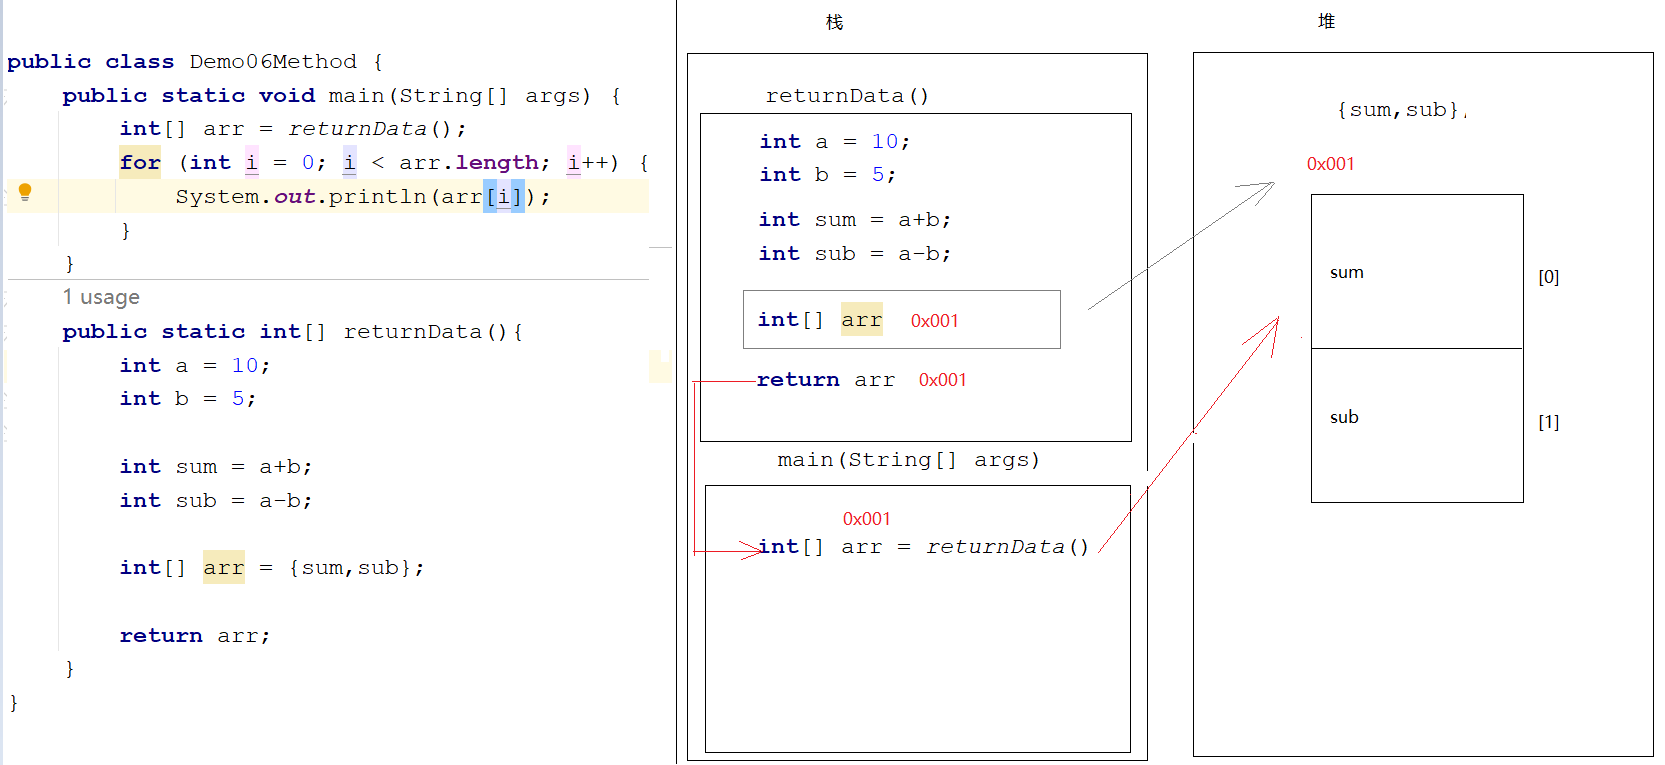 public class Demo06Method {
public static void main(String[] args) {
int[] arr = returnData();
for (int i = 0; i < arr.length; i++) {
System.out.println(arr[i]);
}
}
1 usage
public static int[] returnData(){
int a = 10;
int b = 5;
int sum = a+b;
int sub = a-b;
int[] arr = {sum,sub};
return arr;
}
}
栈
returnData()
int a = 10;
int b = 5;
int sum = a+b;
int sub = a-b;
int[] arr 0x001
return arr 0x001
main(String[] args)
0x001
int[] arr = returnData()
堆
{sum,sub},
0x001
sum [0]
sub [1]